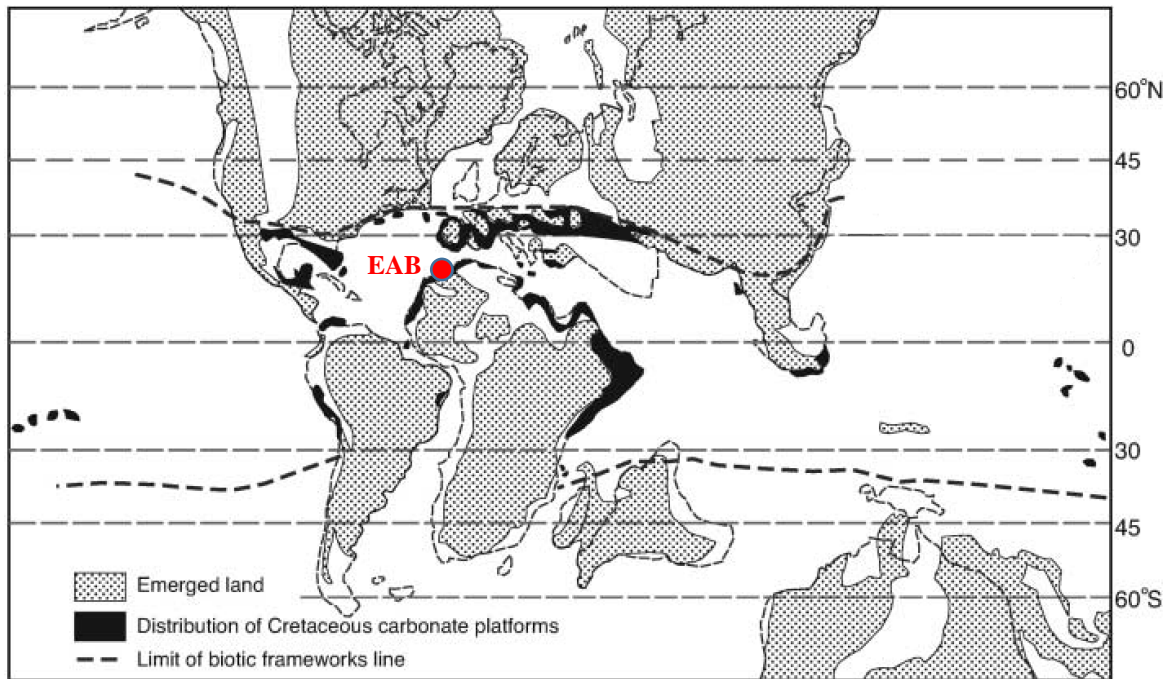 60°N
45
30
EAB
0
30
45
60°S
Emerged land
Distribution of Cretaceous carbonate platforms
Limit of biotic frameworks line